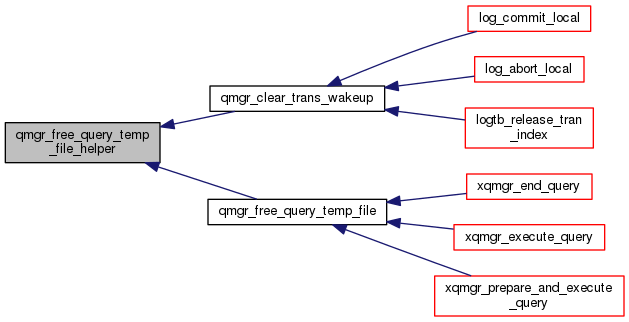 qmgr_free_query_temp
_file_helper
qmgr_clear_trans_wakeup
log_commit_local
log_abort_local
logtb_release_tran
_index
qmgr_free_query_temp_file
xqmgr_end_query
xqmgr_execute_query
xqmgr_prepare_and_execute
_query